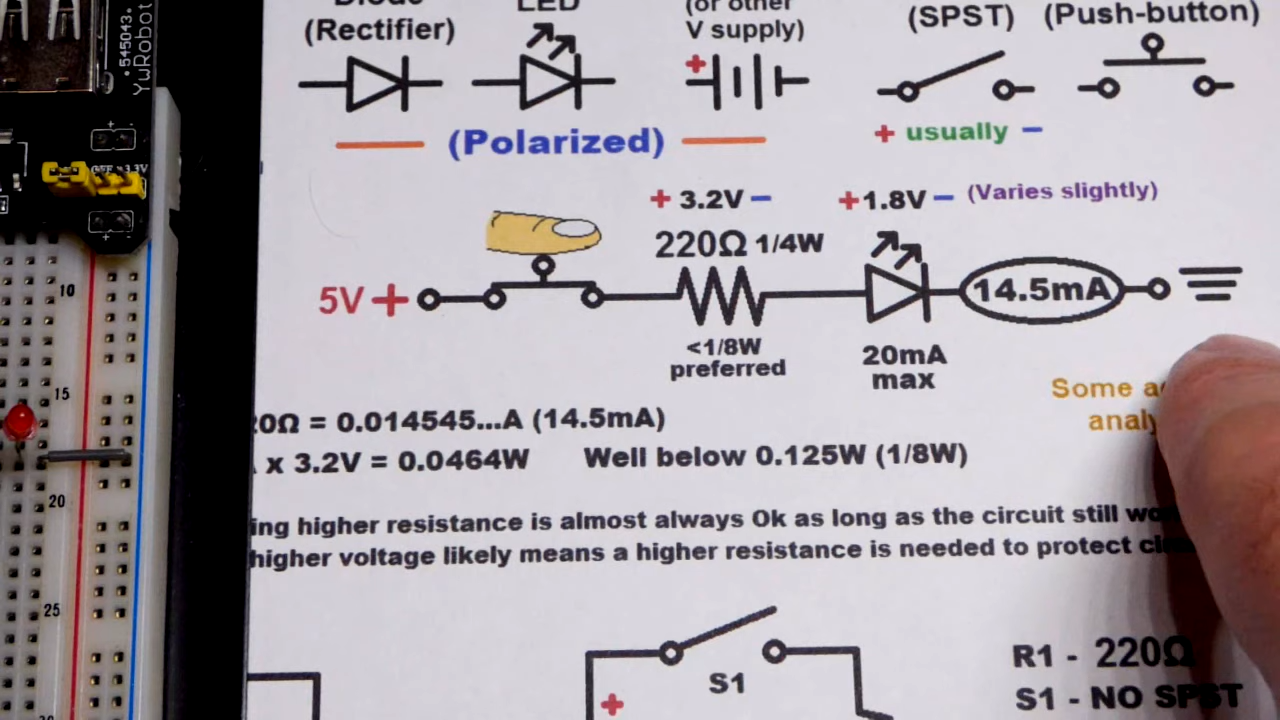 .545043.
YwRobot
LED
(or other
(Rectifier)
V supply)
(SPST)
(Push-button)
+
(Polarized)
+ usually −
+ 3.2V −
+1.8V −
(Varies slightly)
220Ω 1/4W
5V +
14.5mA
<1/8W
preferred
20mA
max
Some
0Ω = 0.014545...A (14.5mA)
x 3.2V = 0.0464W
Well below 0.125W (1/8W)
ing higher resistance is almost always Ok as long as the circuit still
higher voltage likely means a higher resistance is needed to protect
S1
+
R1 - 220Ω
S1 - NO SPST
OFF
3.3V
10
15
20
25